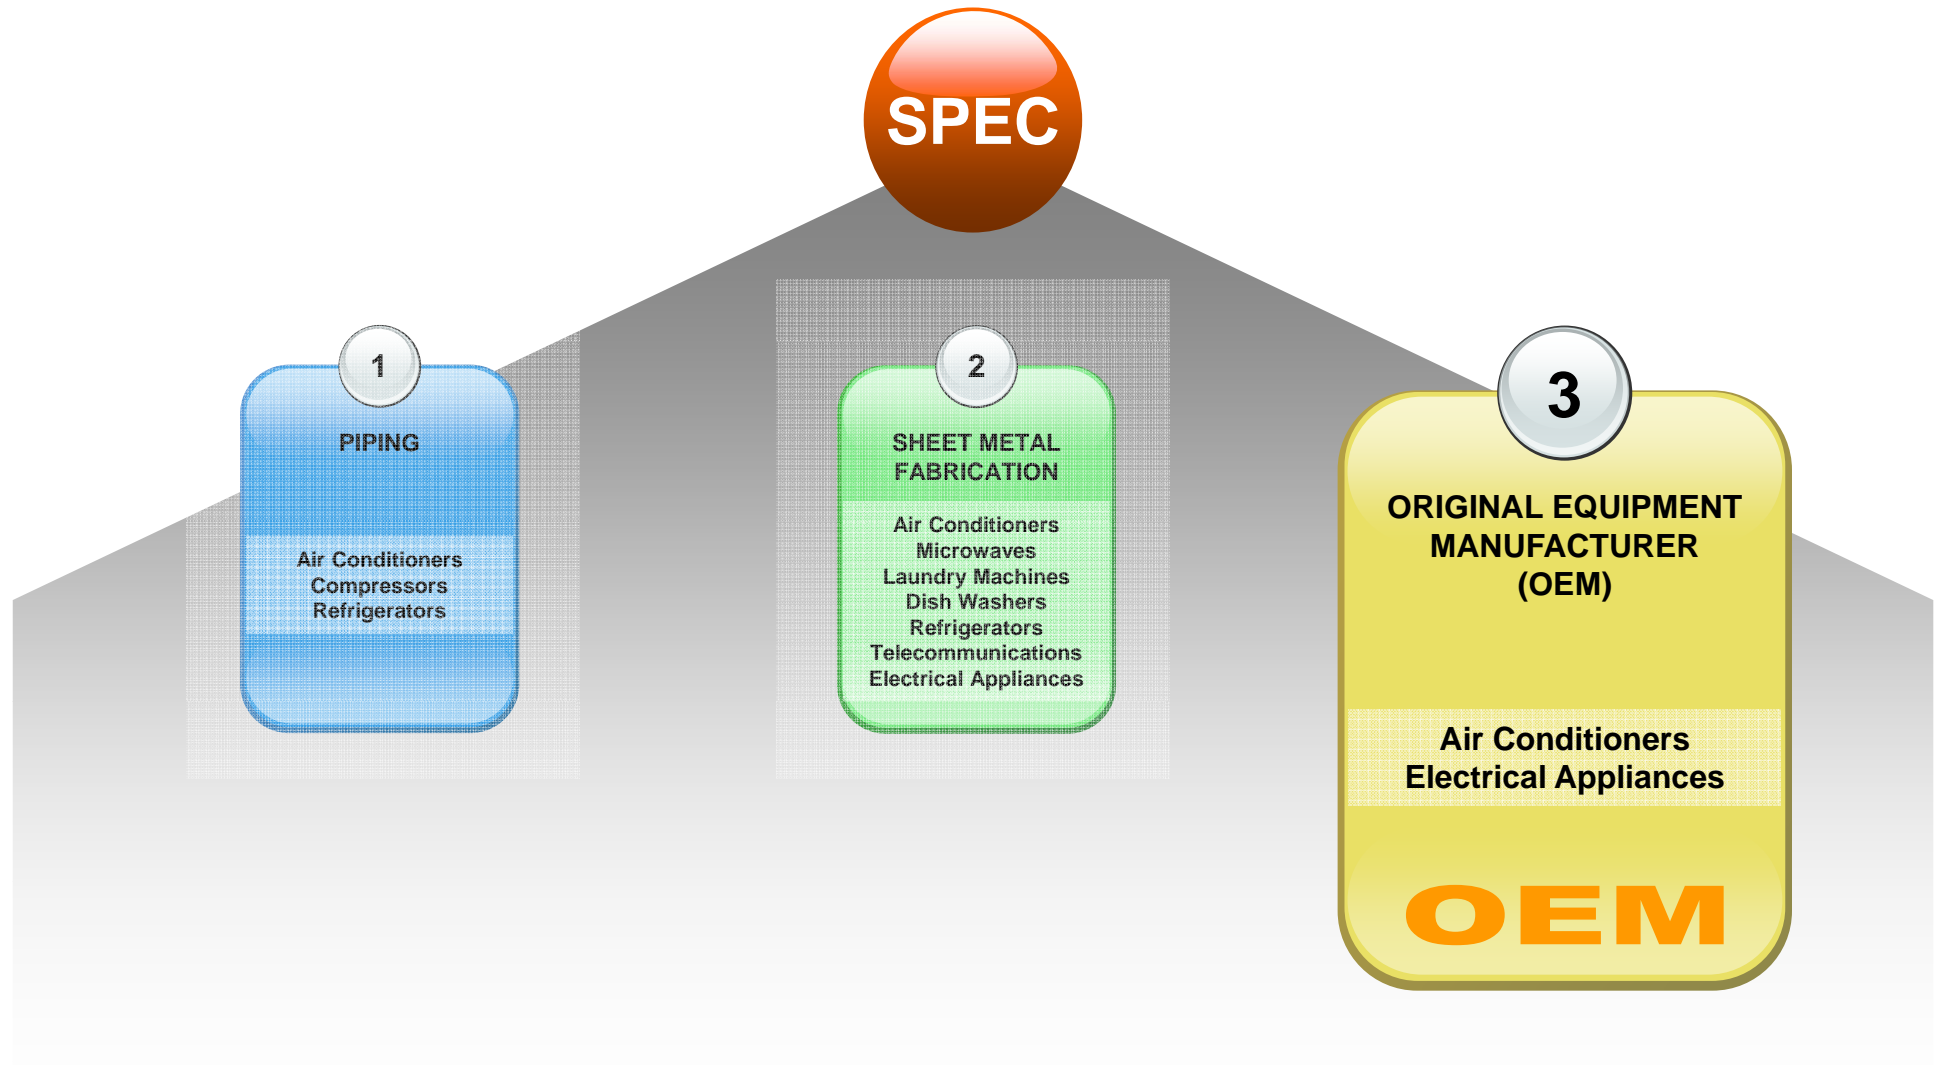 SPEC
1
PIPING
Air Conditioners
Compressors
Refrigerators
2
SHEET METAL
FABRICATION
Air Conditioners
Microwaves
Laundry Machines
Dish Washers
Refrigerators
Telecommunications
Electrical Appliances
3
ORIGINAL EQUIPMENT
MANUFACTURER
(OEM)
Air Conditioners
Electrical Appliances
OEM